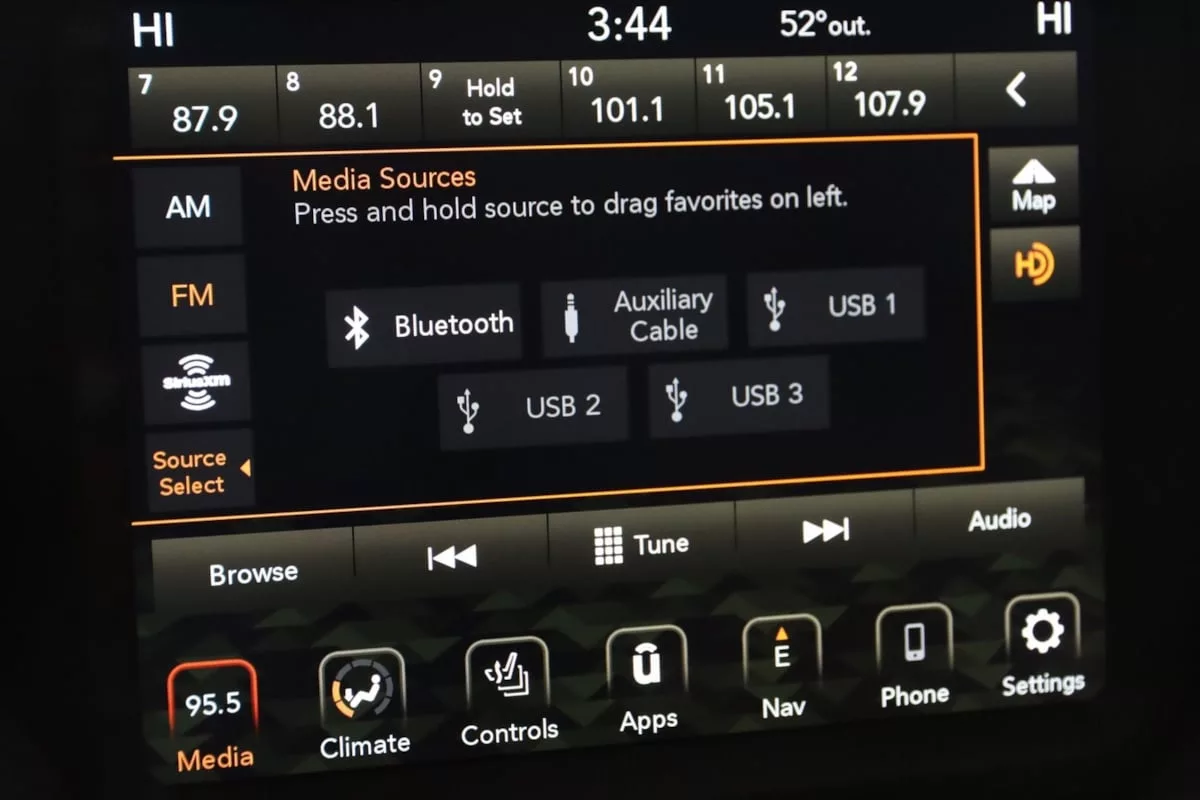 HI 3:44 52°out. HI
7 87.9 8 88.1 9 Hold to Set 10 101.1 11 105.1 12 107.9
Media Sources
Press and hold source to drag favorites on left.
AM
FM
SiriusXM
Source
Select
Bluetooth
Auxiliary
Cable
USB 1
USB 2
USB 3
Map
HD
Browse
Tune
Audio
95.5
Media
Climate
Controls
û
Apps
E
Nav
Phone
Settings